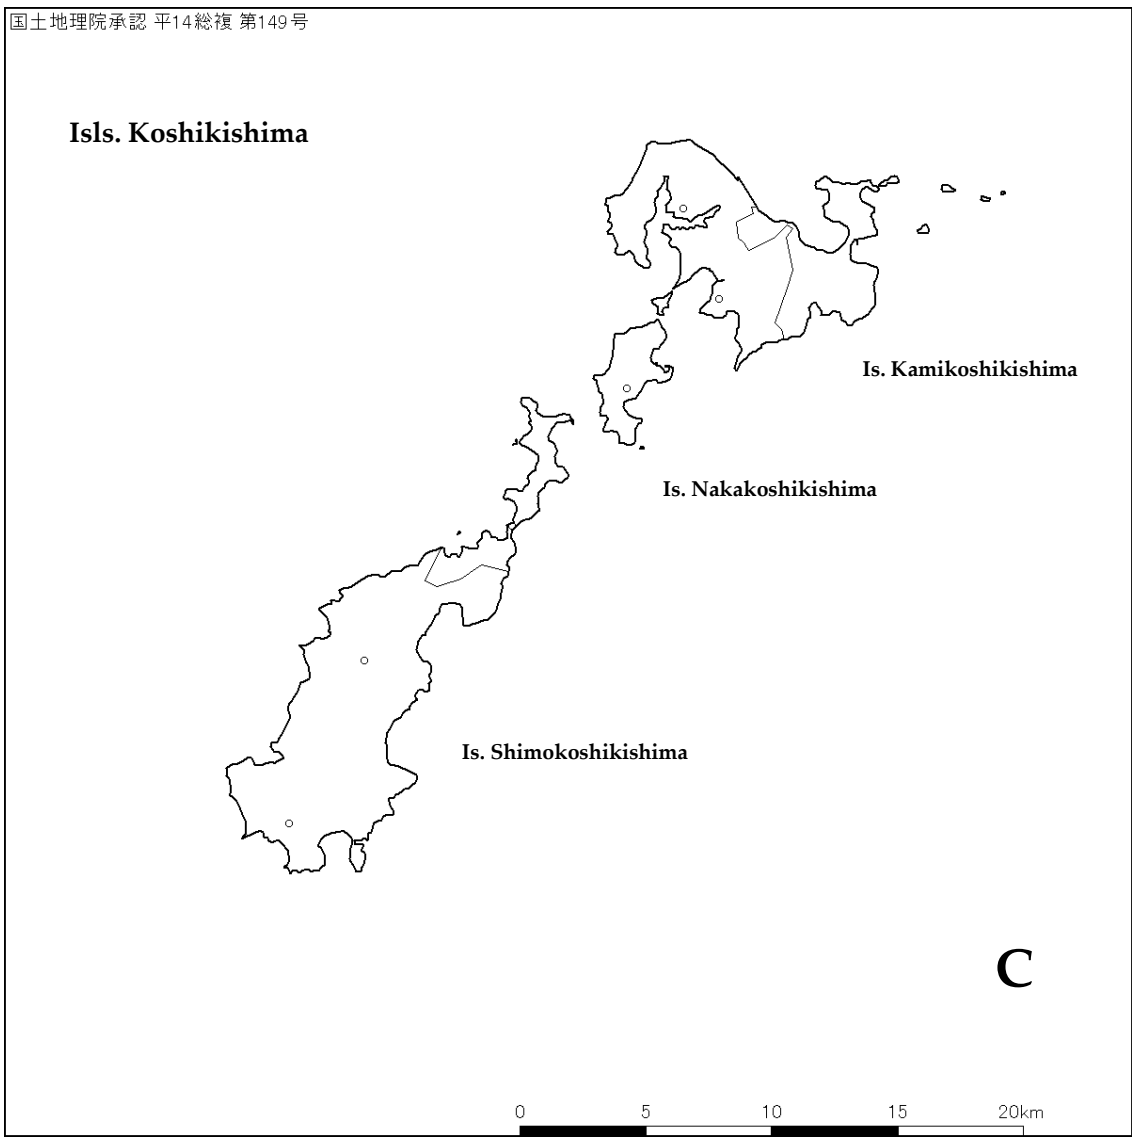 国土地理院承認 平14総複 第149号
Isls. Koshikishima
Is. Kamikoshikishima
Is. Nakakoshikishima
Is. Shimokoshikishima
C
0 5 10 15 20km